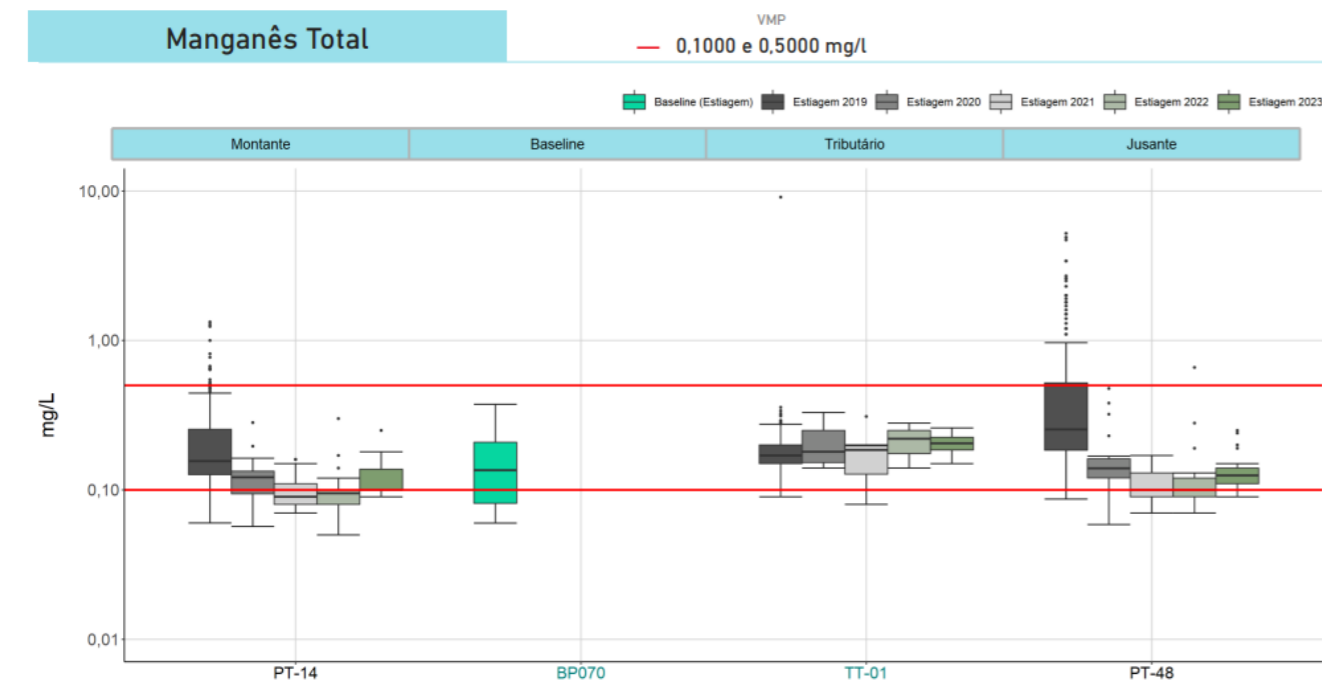 Manganês Total
VMP
0,1000 e 0,5000 mg/l
Baseline (Estiagem) Estiagem 2019 Estiagem 2020 Estiagem 2021 Estiagem 2022 Estiagem 2023
Montante Baseline Tributário Jusante
10,00
1,00
mg/L
0,10
0,01
PT-14 BP070 TT-01 PT-48